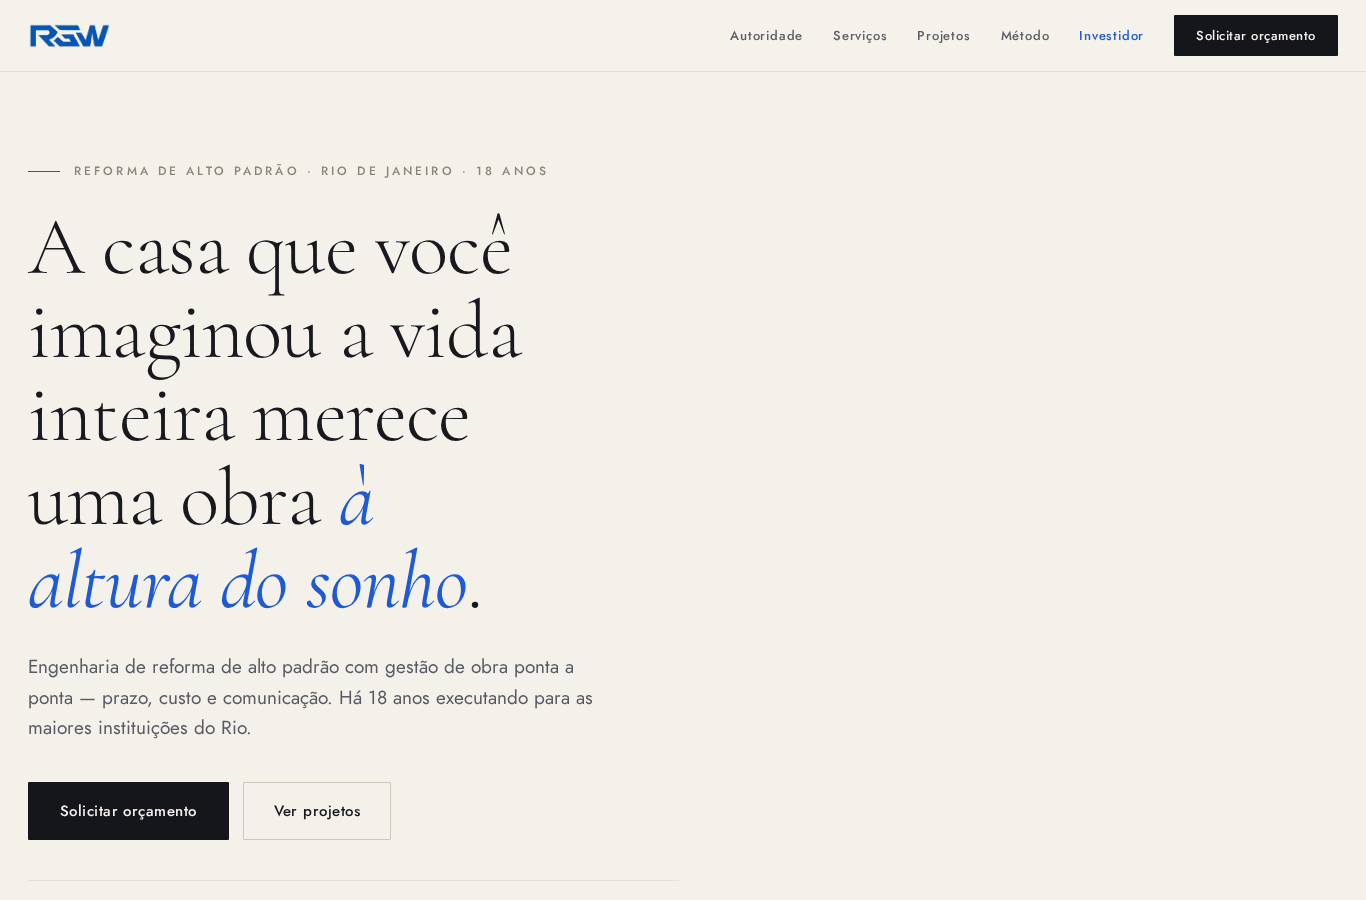 RGW
Autoridade
Serviços
Projetos
Método
Investidor
Solicitar orçamento
REFORMA DE ALTO PADRÃO · RIO DE JANEIRO · 18 ANOS
A casa que você
imaginou a vida
inteira merece
uma obra à
altura do sonho.
Engenharia de reforma de alto padrão com gestão de obra ponta a
ponta — prazo, custo e comunicação. Há 18 anos executando para as
maiores instituições do Rio.
Solicitar orçamento
Ver projetos